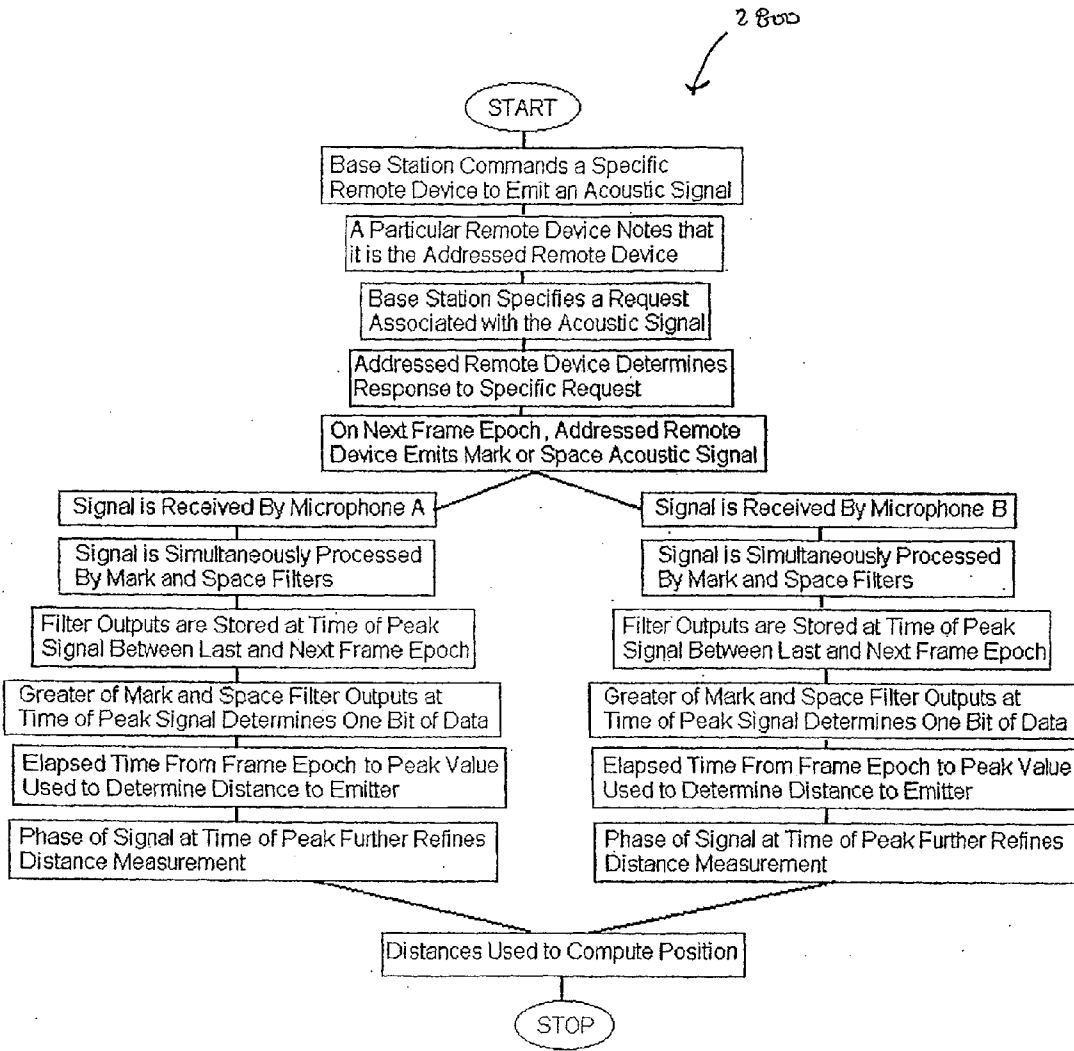 2800
START
Base Station Commands a Specific
Remote Device to Emit an Acoustic Signal
A Particular Remote Device Notes that
it is the Addressed Remote Device
Base Station Specifies a Request
Associated with the Acoustic Signal
Addressed Remote Device Determines
Response to Specific Request
On Next Frame Epoch, Addressed Remote
Device Emits Mark or Space Acoustic Signal
Signal is Received By Microphone A
Signal is Simultaneously Processed
By Mark and Space Filters
Filter Outputs are Stored at Time of Peak
Signal Between Last and Next Frame Epoch
Greater of Mark and Space Filter Outputs at
Time of Peak Signal Determines One Bit of Data
Elapsed Time From Frame Epoch to Peak Value
Used to Determine Distance to Emitter
Phase of Signal at Time of Peak Further Refines
Distance Measurement
Signal is Received By Microphone B
Signal is Simultaneously Processed
By Mark and Space Filters
Filter Outputs are Stored at Time of Peak
Signal Between Last and Next Frame Epoch
Greater of Mark and Space Filter Outputs at
Time of Peak Signal Determines One Bit of Data
Elapsed Time From Frame Epoch to Peak Value
Used to Determine Distance to Emitter
Phase of Signal at Time of Peak Further Refines
Distance Measurement
Distances Used to Compute Position
STOP